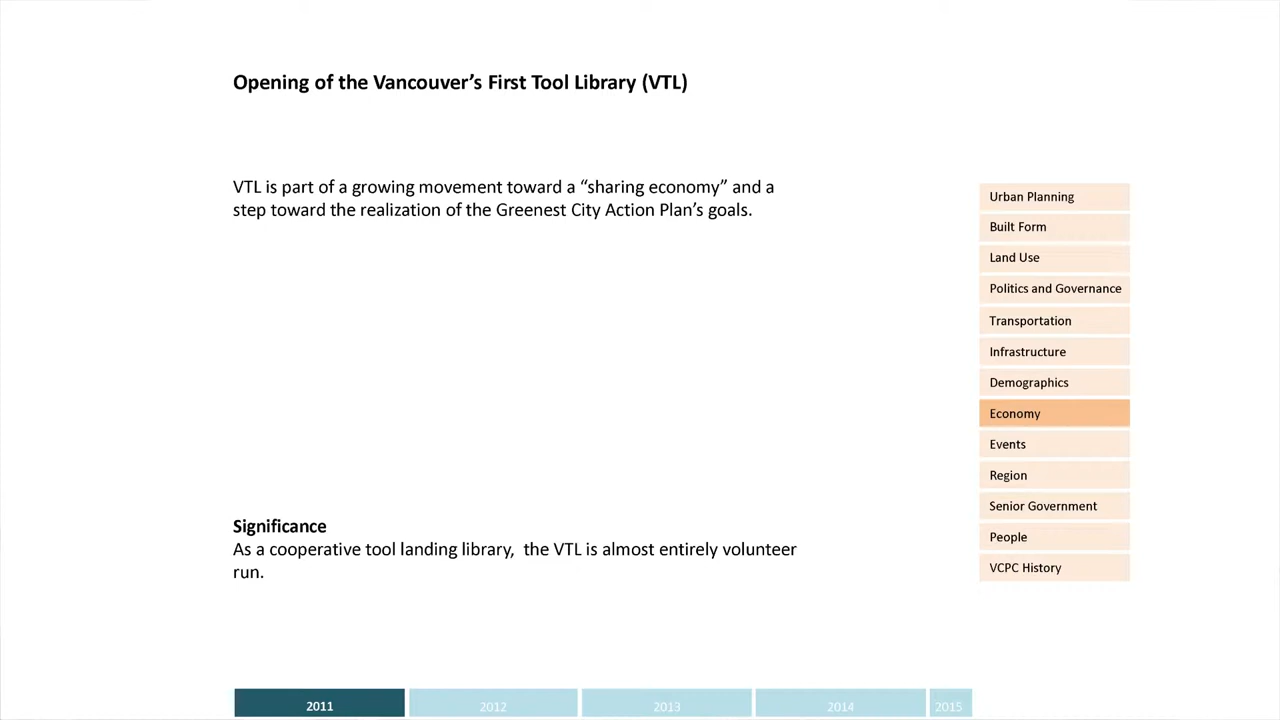 Opening of the Vancouver’s First Tool Library (VTL)
VTL is part of a growing movement toward a “sharing economy” and a
step toward the realization of the Greenest City Action Plan’s goals.
Significance
As a cooperative tool landing library,  the VTL is almost entirely volunteer
run.
Urban Planning
Built Form
Land Use
Politics and Governance
Transportation
Infrastructure
Demographics
Economy
Events
Region
Senior Government
People
VCPC History
2011
2012
2013
2014
2015